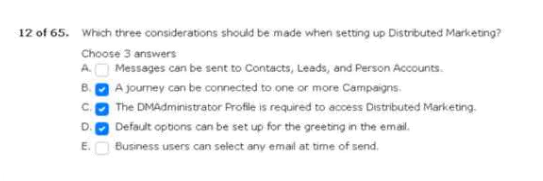 12 of 65. Which three considerations should be made when setting up Distributed Marketing?
Choose 3 answers
A. Messages can be sent to Contacts, Leads, and Person Accounts.
B. A journey can be connected to one or more Campaigns.
C. The DMAdministrator Profile is required to access Distributed Marketing.
D. Default options can be set up for the greeting in the email.
E. Business users can select any email at time of send.